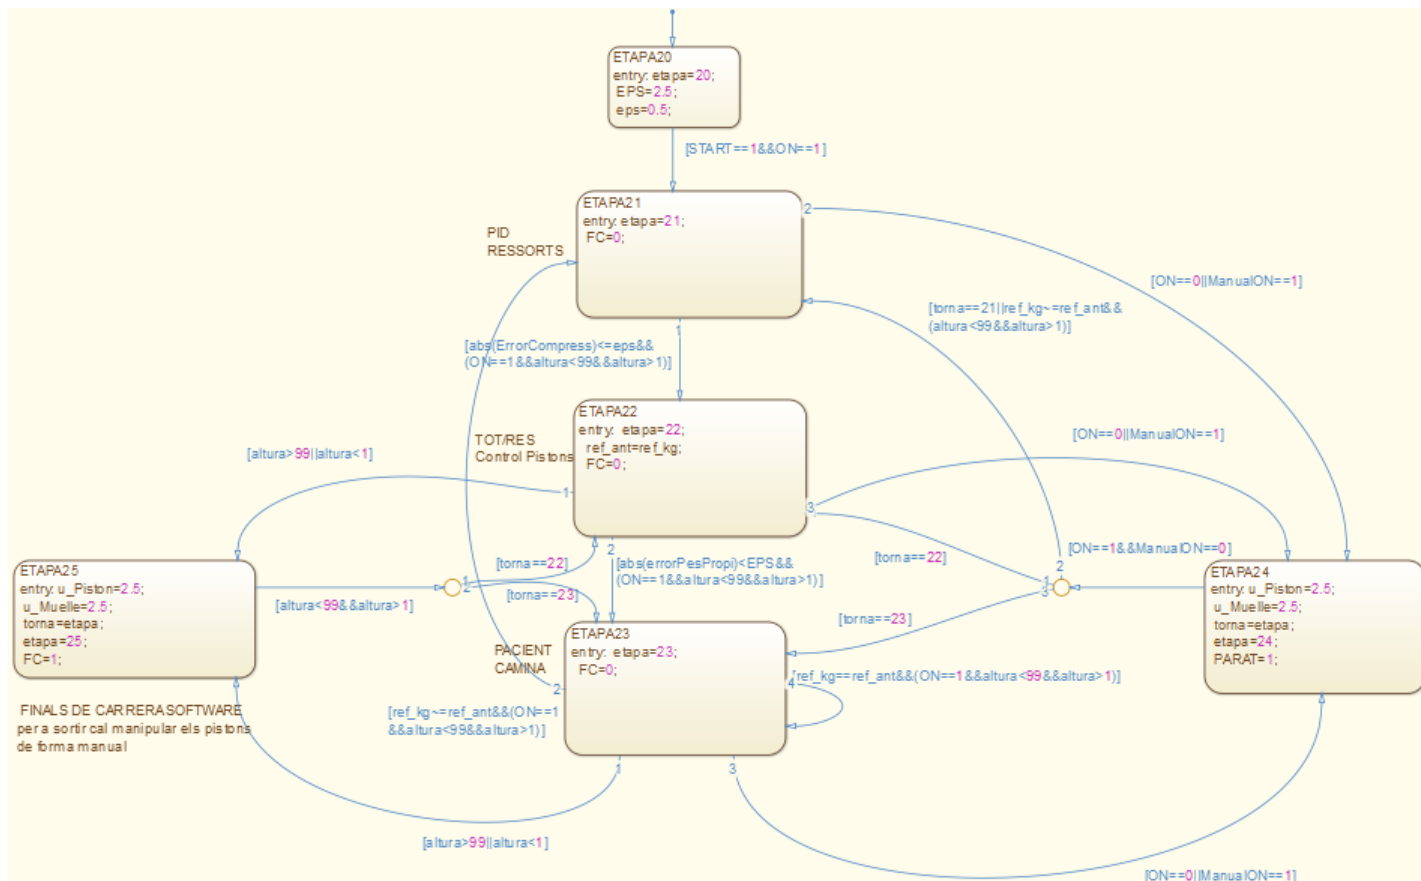 ETAPA20
entry: etapa=20;
EPS=2.5;
eps=0.5;
[START==1&&ON==1]
ETAPA21
entry: etapa=21;
FC=0;
2
1
PID
RESSORTS
[ON==0||ManualON==1]
[torna==21||ref_kg~=ref_ant&&
(altura<99&&altura>1)]
[abs(ErrorCompress)<=eps&&
(ON==1&&altura<99&&altura>1)]
ETAPA22
entry: etapa=22;
ref_ant=ref_kg;
FC=0;
1
2
3
TOT/RES
Control Pistons
[ON==0||ManualON==1]
[altura>99||altura<1]
[torna==22]
[abs(errorPesPropi)<EPS&&
(ON==1&&altura<99&&altura>1)]
[torna==22]
[ON==1&&ManualON==0]
1
2
3
ETAPA25
entry: u_Piston=2.5;
u_Muelle=2.5;
torna=etapa;
etapa=25;
FC=1;
[altura<99&&altura>1]
1
2
[torna==23]
[torna==23]
ETAPA24
entry: u_Piston=2.5;
u_Muelle=2.5;
torna=etapa;
etapa=24;
PARAT=1;
ETAPA23
entry: etapa=23;
FC=0;
1
2
3
4
PACIENT
CAMINA
[ref_kg==ref_ant&&(ON==1&&altura<99&&altura>1)]
[ref_kg~=ref_ant&&(ON==1
&&altura<99&&altura>1)]
FINALS DE CARRERA SOFTWARE
per a sortir cal manipular els pistons
de forma manual
[altura>99||altura<1]
[ON==0||ManualON==1]